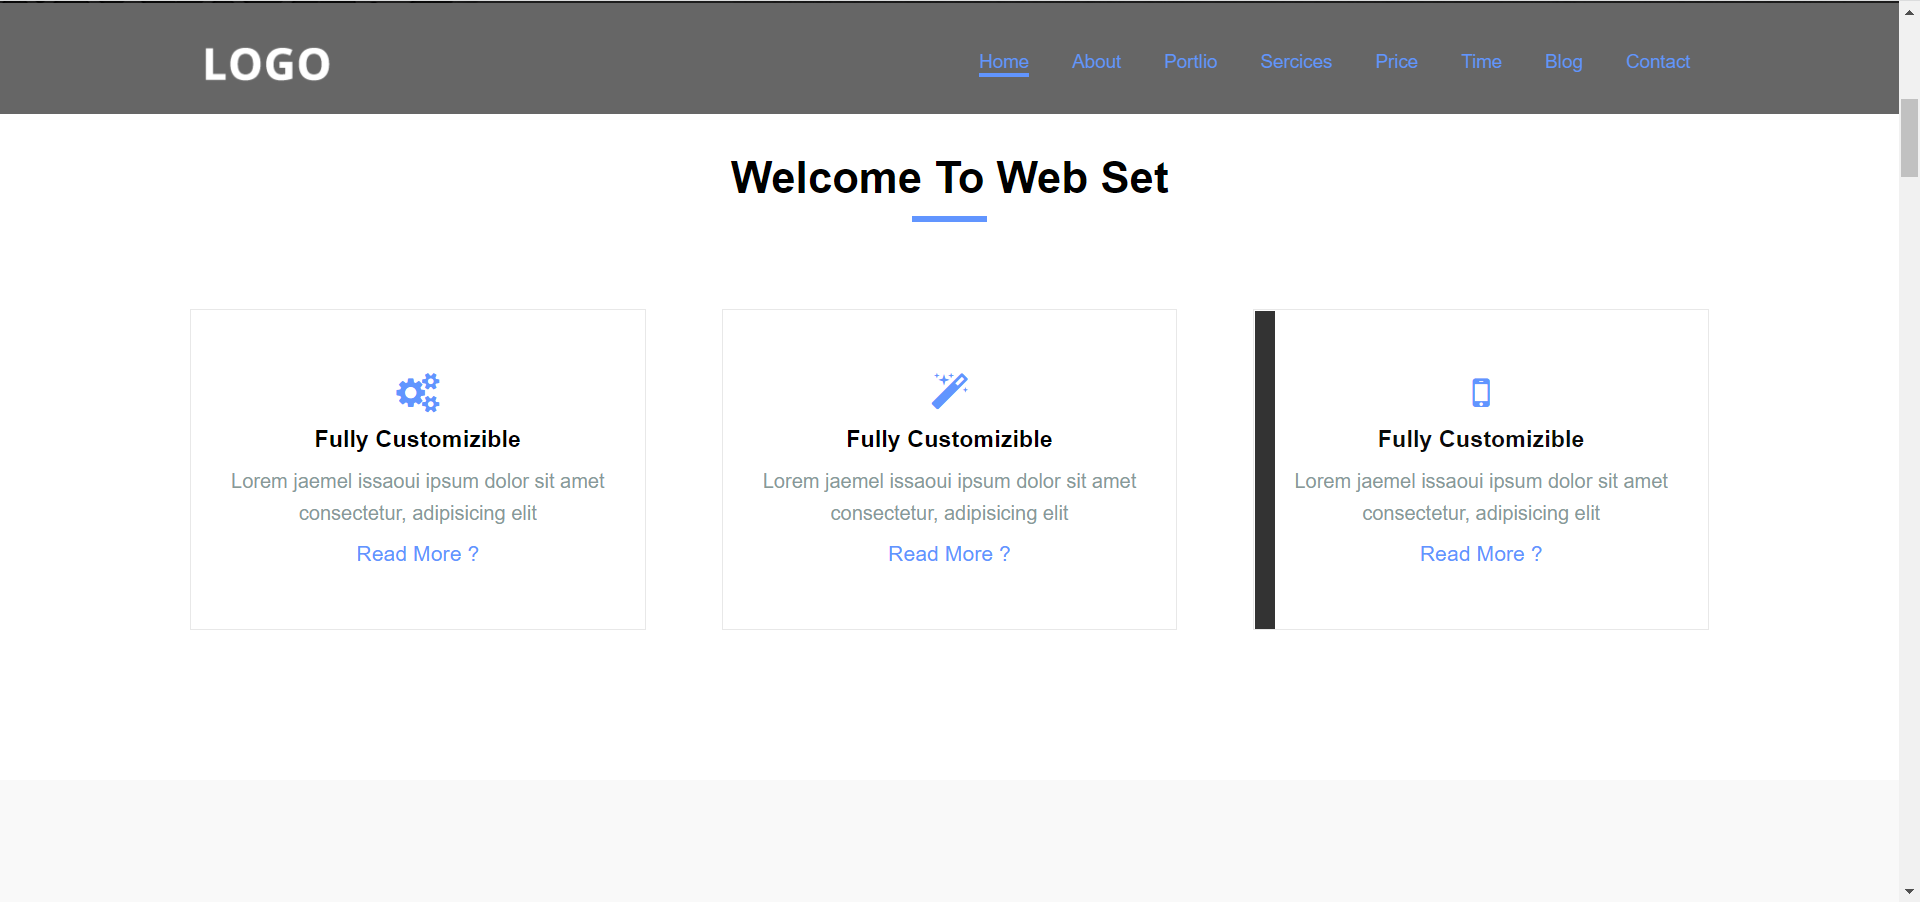 LOGO
Home About Portlio Sercices Price Time Blog Contact
Welcome To Web Set
Fully Customizible
Lorem jaemel issaoui ipsum dolor sit amet
consectetur, adipisicing elit
Read More ?
Fully Customizible
Lorem jaemel issaoui ipsum dolor sit amet
consectetur, adipisicing elit
Read More ?
Fully Customizible
Lorem jaemel issaoui ipsum dolor sit amet
consectetur, adipisicing elit
Read More ?